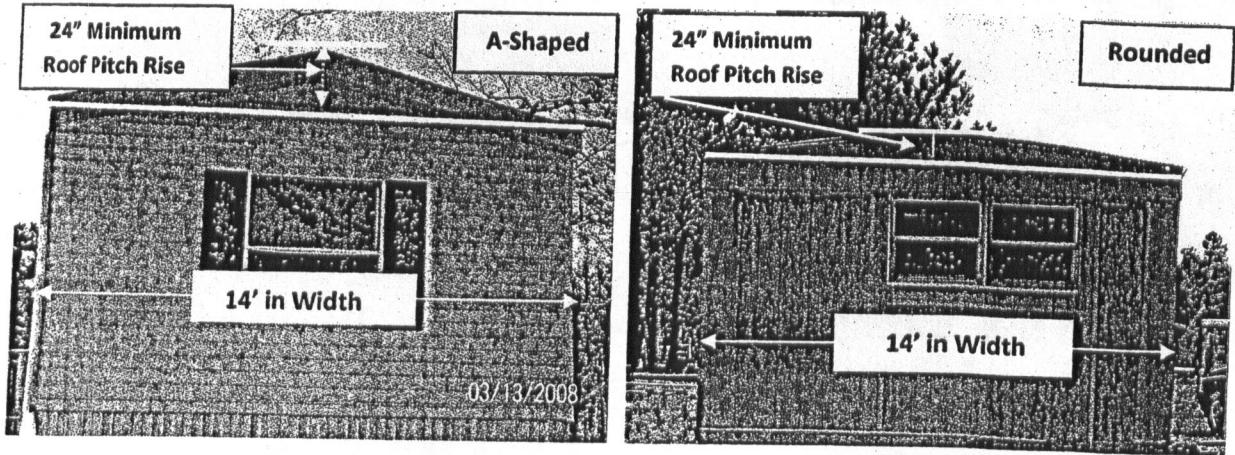 24” Minimum
Roof Pitch Rise
A-Shaped
14’ in Width
03/13/2008
24” Minimum
Roof Pitch Rise
Rounded
14’ in Width